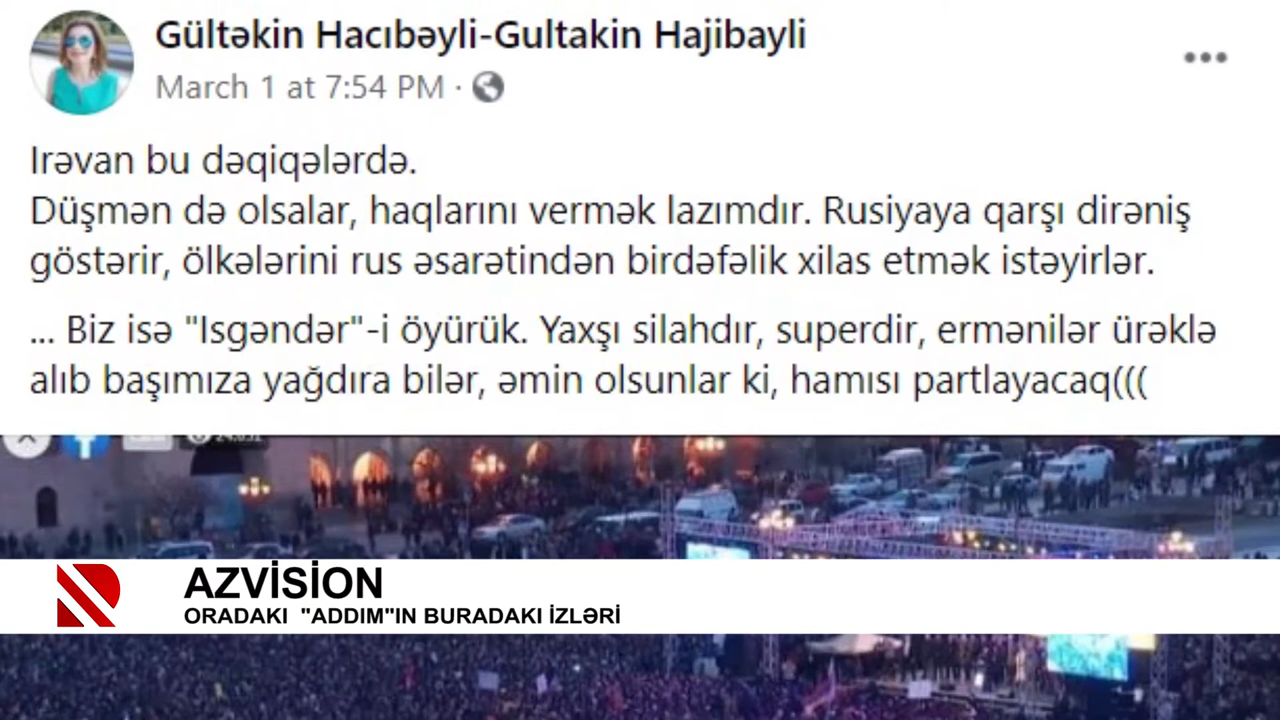 Gültəkin Hacıbəyli-Gultakin Hajibayli
March 1 at 7:54 PM ·
Irəvan bu dəqiqələrdə.
Düşmən də olsalar, haqlarını vermək lazımdır. Rusiyaya qarşı dirəniş
göstərir, ölkələrini rus əsarətindən birdəfəlik xilas etmək istəyirlər.
... Biz isə "Isgəndər"-i öyürük. Yaxşı silahdır, superdir, ermənilər ürəklə
alıb başımıza yağdıra bilər, əmin olsunlar ki, hamısı partlayacaq(((
AZVİSİON
ORADAKI "ADDIM"IN BURADAKI İZLƏRİ